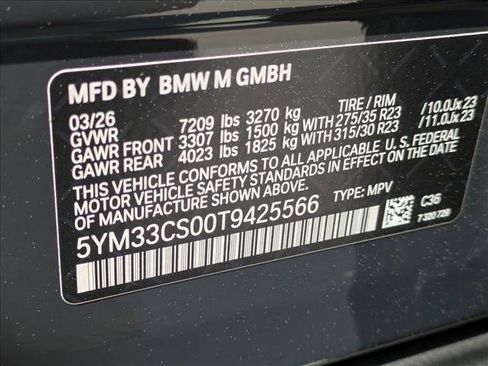 MFD BY BMW M GMBH
03/26 TIRE / RIM
GVWR 7209 lbs 3270 kg
GAWR FRONT 3307 lbs 1500 kg WITH 275/35 R23 /10.0Jx23
GAWR REAR 4023 lbs 1825 kg WITH 315/30 R23 /11.0Jx23
THIS VEHICLE CONFORMS TO ALL APPLICABLE U. S. FEDERAL
MOTOR VEHICLE SAFETY STANDARDS IN EFFECT ON THE DATE OF
MANUFACTURE SHOWN ABOVE.
5YM33CS00T9425566 TYPE: MPV C36
7320726